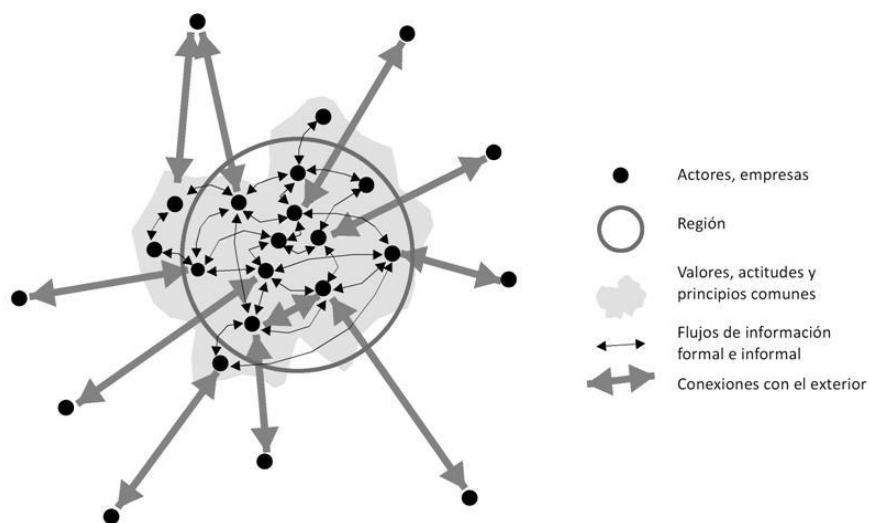 Actores, empresas
Región
Valores, actitudes y
principios comunes
Flujos de información
formal e informal
Conexiones con el exterior